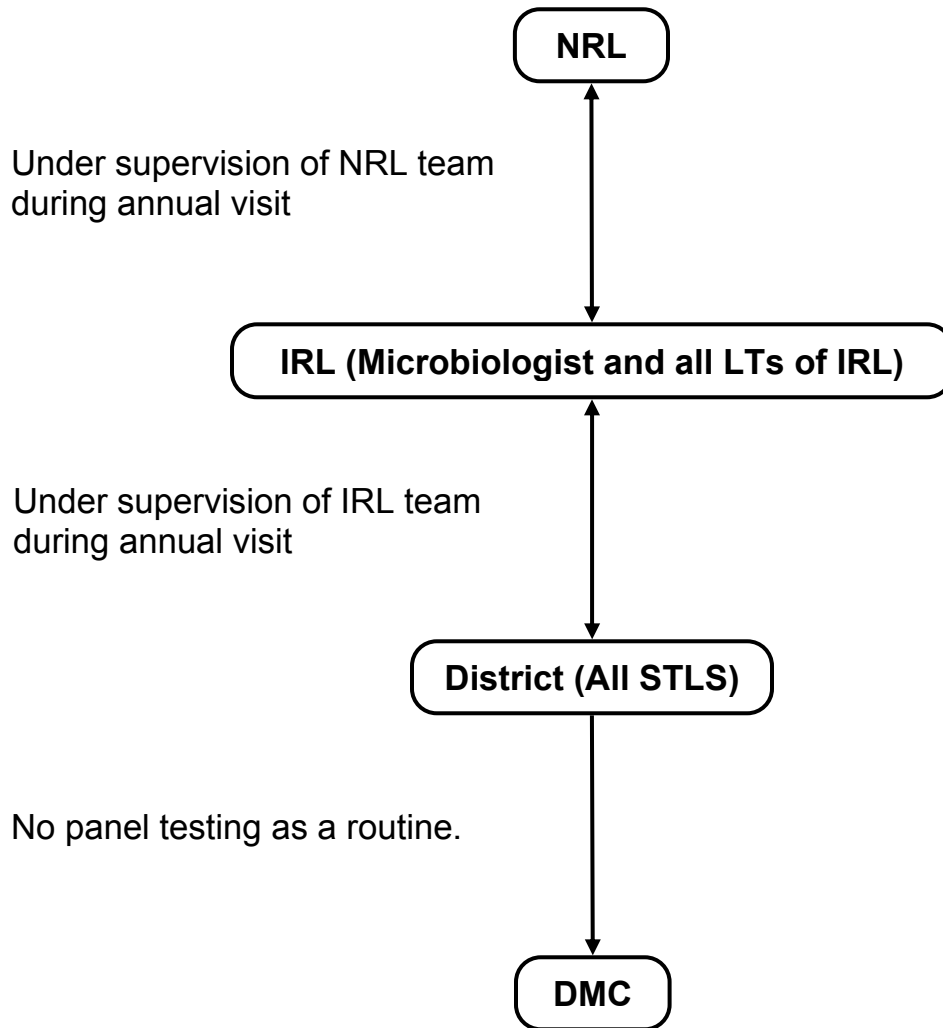 NRL
Under supervision of NRL team
during annual visit
IRL (Microbiologist and all LTs of IRL)
Under supervision of IRL team
during annual visit
District (All STLS)
No panel testing as a routine.
DMC